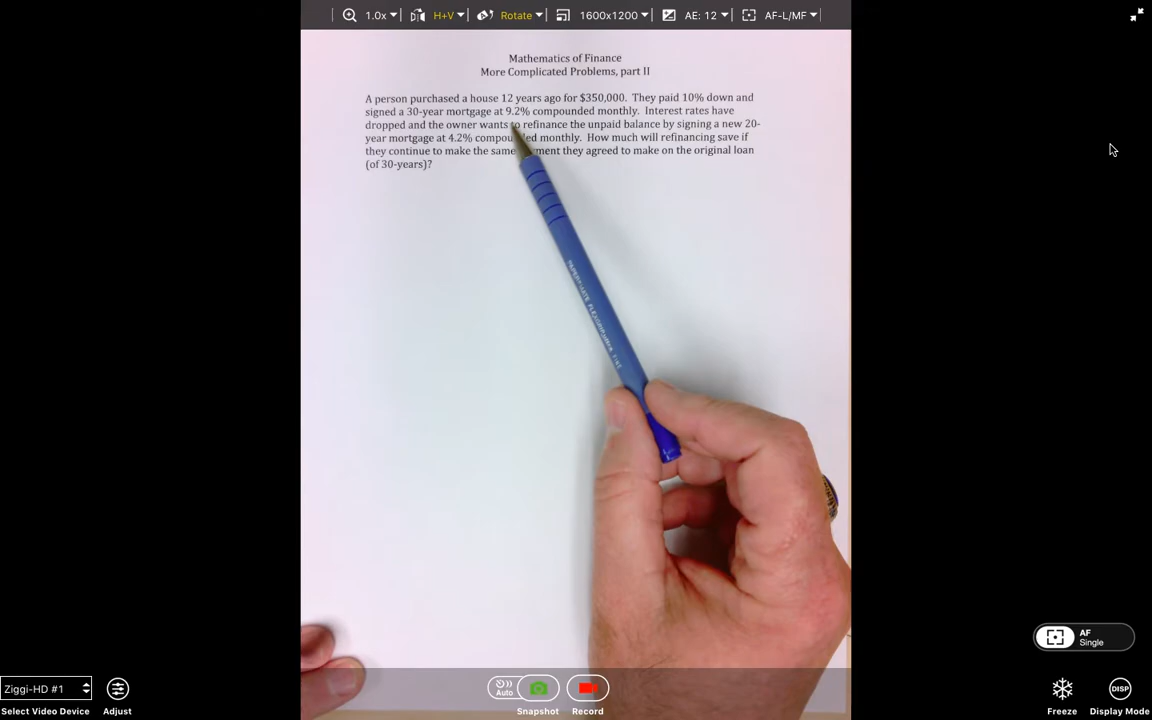 1.0x
H+V
Rotate
1600x1200
AE: 12
AF-L/MF
Mathematics of Finance
More Complicated Problems, part II
A person purchased a house 12 years ago for $350,000. They paid 10% down and
signed a 30-year mortgage at 9.2% compounded monthly. Interest rates have
dropped and the owner wants to refinance the unpaid balance by signing a new 20-
year mortgage at 4.2% compounded monthly. How much will refinancing save if
they continue to make the same payment they agreed to make on the original loan
(of 30-years)?
AF
Single
Ziggi-HD #1
Auto
DISP
Select Video Device
Adjust
Snapshot
Record
Freeze
Display Mode